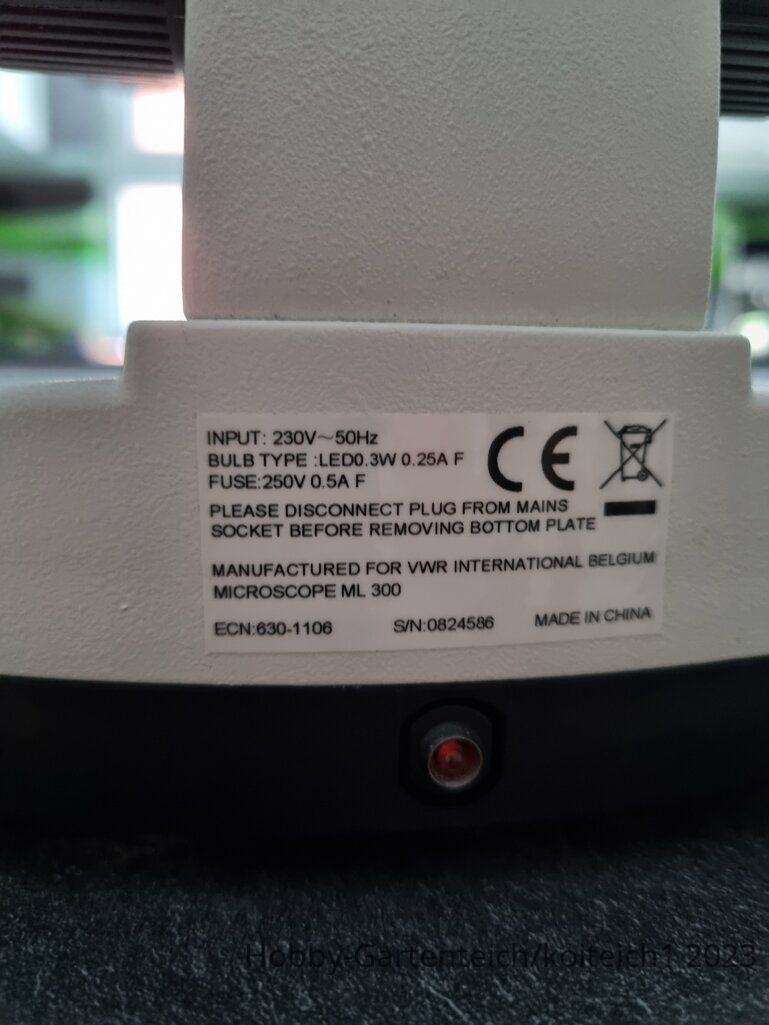 INPUT: 230V～50Hz
BULB TYPE :LED0.3W 0.25A F
FUSE:250V 0.5A F
CE
PLEASE DISCONNECT PLUG FROM MAINS
SOCKET BEFORE REMOVING BOTTOM PLATE
MANUFACTURED FOR VWR INTERNATIONAL BELGIUM
MICROSCOPE ML 300
ECN:630-1106 S/N:0824586 MADE IN CHINA
Hobby-Gartenteich/koiteich1 2023